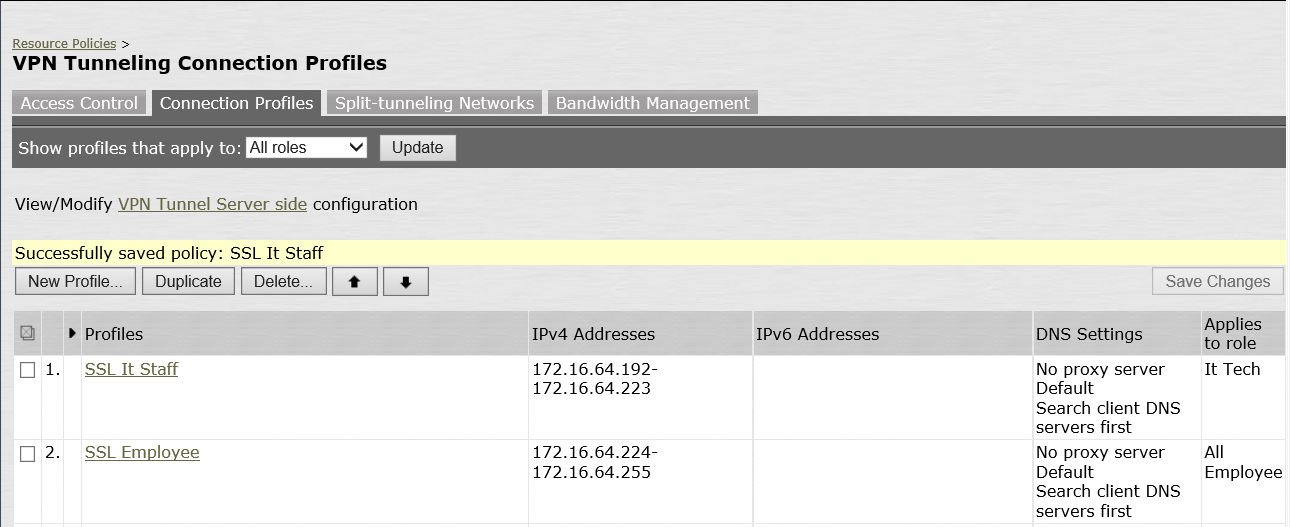 Resource Policies >
VPN Tunneling Connection Profiles
Access Control Connection Profiles Split-tunneling Networks Bandwidth Management
Show profiles that apply to: All roles Update
View/Modify VPN Tunnel Server side configuration
Successfully saved policy: SSL It Staff
New Profile... Duplicate Delete... Save Changes
Profiles IPv4 Addresses IPv6 Addresses DNS Settings Applies
to role
1. SSL It Staff 172.16.64.192- No proxy server It Tech
172.16.64.223 Default
Search client DNS
servers first
2. SSL Employee 172.16.64.224- No proxy server All
172.16.64.255 Default Employee
Search client DNS
servers first